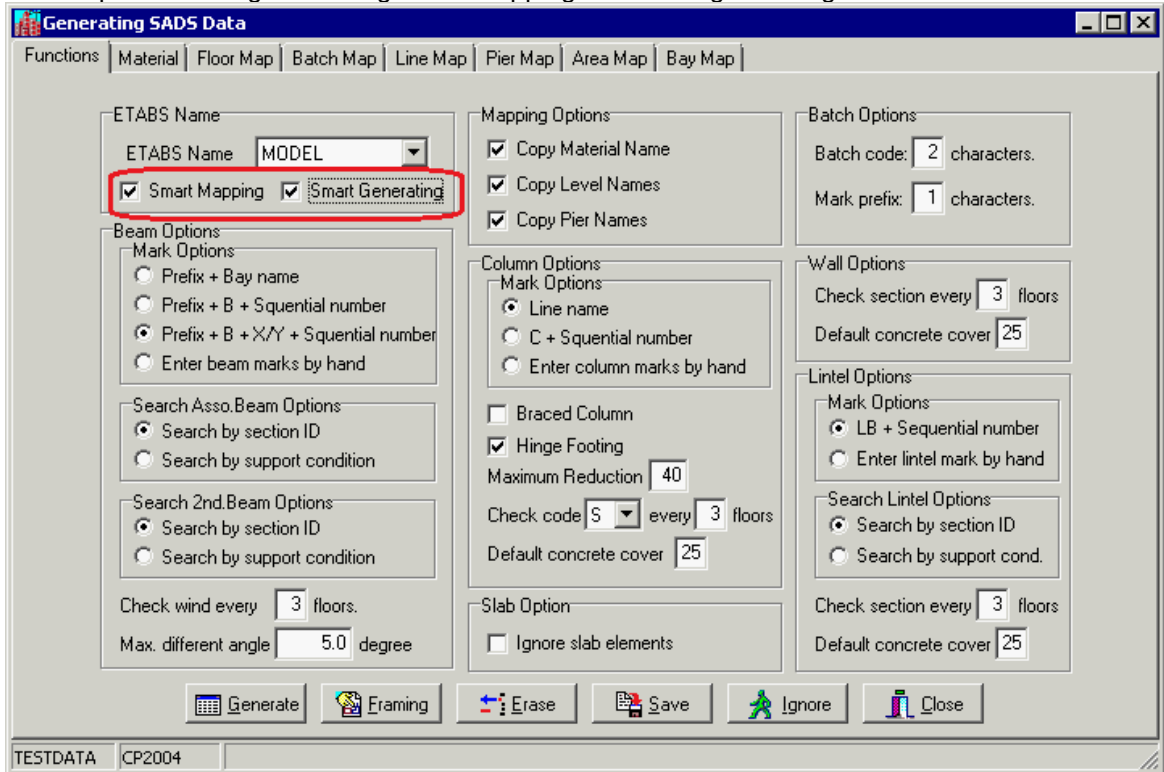 Generating SADS Data
Functions Material Floor Map Batch Map Line Map Pier Map Area Map Bay Map
ETABS Name
ETABS Name MODEL
Smart Mapping Smart Generating
Beam Options
Mark Options
Prefix + Bay name
Prefix + B + Squential number
Prefix + B + X/Y + Squential number
Enter beam marks by hand
Search Asso.Beam Options
Search by section ID
Search by support condition
Search 2nd.Beam Options
Search by section ID
Search by support condition
Check wind every 3 floors.
Max. different angle 5.0 degree
Mapping Options
Copy Material Name
Copy Level Names
Copy Pier Names
Column Options
Mark Options
Line name
C + Squential number
Enter column marks by hand
Braced Column
Hinge Footing
Maximum Reduction 40
Check code S every 3 floors
Default concrete cover 25
Slab Option
Ignore slab elements
Batch Options
Batch code: 2 characters.
Mark prefix: 1 characters.
Wall Options
Check section every 3 floors
Default concrete cover 25
Lintel Options
Mark Options
LB + Sequential number
Enter lintel mark by hand
Search Lintel Options
Search by section ID
Search by support cond.
Check section every 3 floors
Default concrete cover 25
Generate Framing Erase Save Ignore Close
TESTDATA CP2004